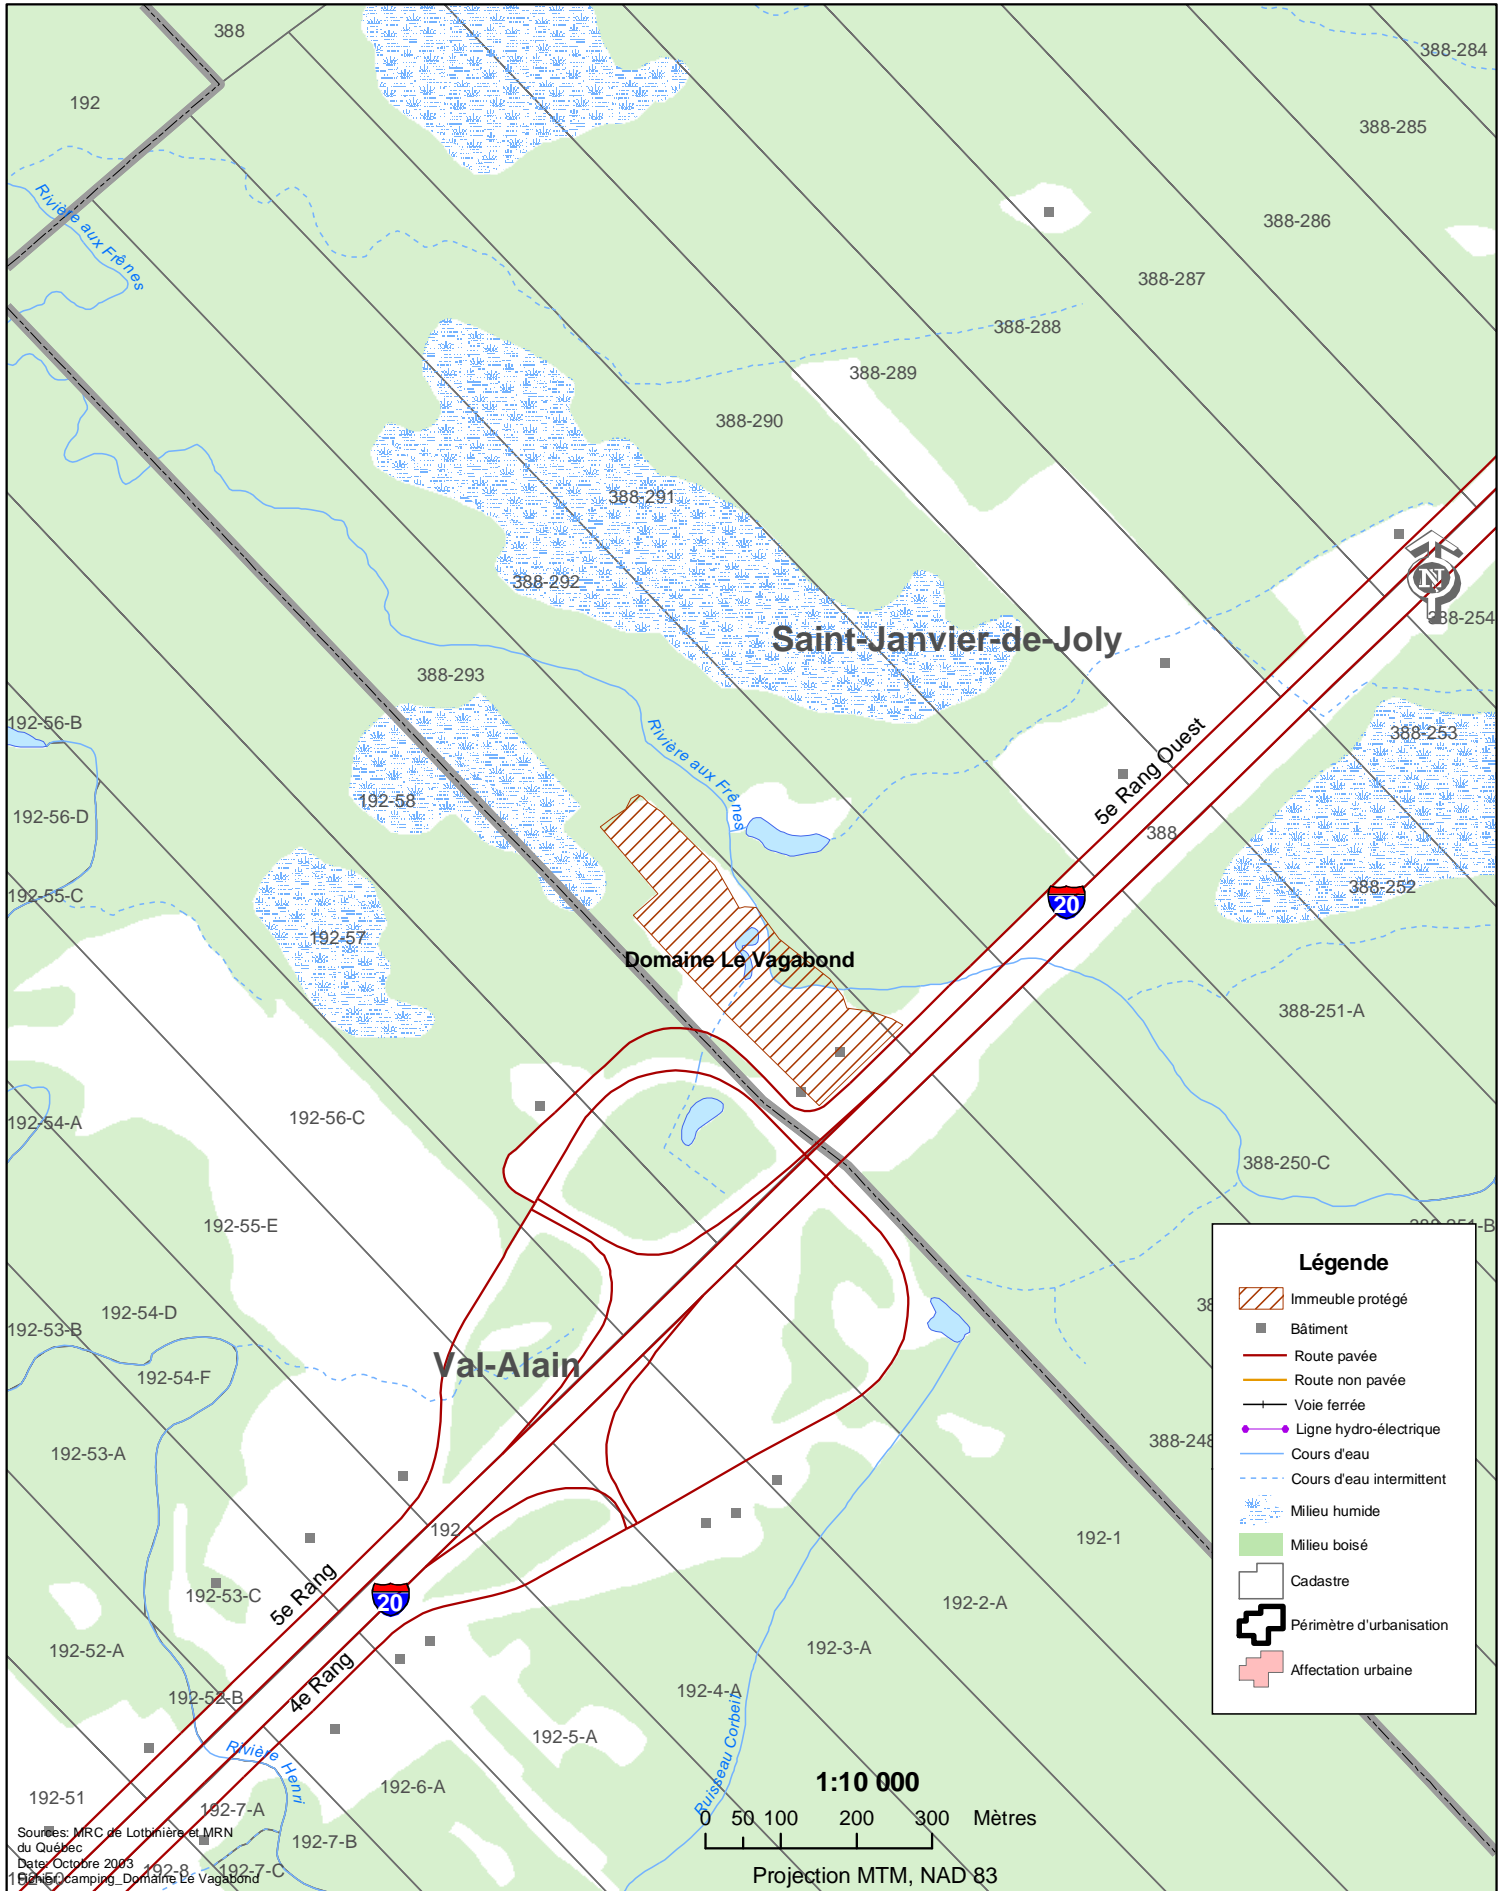 388
388-284
192
388-285
Rivière aux Frênes
388-286
388-287
388-288
388-289
388-290
388-291
388-292
N
388-254
Saint-Janvier-de-Joly
388-293
Rivière aux Frênes
5e Rang Ouest
388-253
192-56-B
192-58
192-56-D
388
388-252
192-55-C
20
192-57
Domaine Le Vagabond
388-251-A
192-54-A
192-56-C
388-250-C
192-55-E
192-54-D
192-53-B
Val-Alain
192-54-F
388-248
192-53-A
192
192-1
5e Rang
192-53-C
20
192-2-A
192-52-A
192-3-A
4e Rang
192-52-B
192-4-A
Ruisseau Corbeil
192-5-A
Rivière Henri
192-6-A
192-51
192-7-A
192-7-B
192-8
192-7-C
Légende
Immeuble protégé
Bâtiment
Route pavée
Route non pavée
Voie ferrée
Ligne hydro-électrique
Cours d'eau
Cours d'eau intermittent
Milieu humide
Milieu boisé
Cadastre
Périmètre d'urbanisation
Affectation urbaine
1:10 000
0 50 100 200 300 Mètres
Projection MTM, NAD 83
Sources: MRC de Lotbinière et MRN
du Québec
Date: Octobre 2003
Fichier: camping_Domaine Le Vagabond